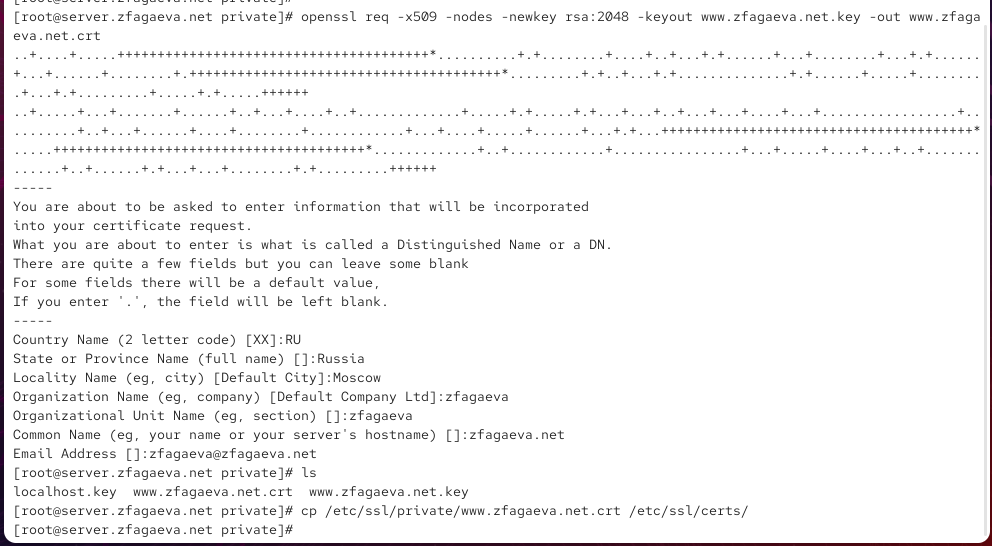 [root@server.zfagaeva.net private]# openssl req -x509 -nodes -newkey rsa:2048 -keyout www.zfagaeva.net.key -out www.zfaga
eva.net.crt
..+....+.....++++++++++++++++++++++++++++++++++++++++*..........+.+........+....+..+...+.+......+...+........+...+.+......
+...+......+........+.++++++++++++++++++++++++++++++++++++++++*.........+.+..+...+.+..............+.+......+.....+........
.+...+.+.........+.....+.+.....++++++
..+.....+...+.......+......+..+...+....+...+..+.............+.....+.+.....+.+...+...+...+...+...+....+...+.................+..
........+..+...+......+....+........+............+...+....+.....+......+...+.+...++++++++++++++++++++++++++++++++++++++++*
.....++++++++++++++++++++++++++++++++++++++++*.............+..+............+................+...+.....+....+...+..+.......
......+..+......+.+...+...+........+.+.........++++++
-----
You are about to be asked to enter information that will be incorporated
into your certificate request.
What you are about to enter is what is called a Distinguished Name or a DN.
There are quite a few fields but you can leave some blank
For some fields there will be a default value,
If you enter '.', the field will be left blank.
-----
Country Name (2 letter code) [XX]:RU
State or Province Name (full name) []:Russia
Locality Name (eg, city) [Default City]:Moscow
Organization Name (eg, company) [Default Company Ltd]:zfagaeva
Organizational Unit Name (eg, section) []:zfagaeva
Common Name (eg, your name or your server's hostname) []:zfagaeva.net
Email Address []:zfagaeva@zfagaeva.net
[root@server.zfagaeva.net private]# ls
localhost.key  www.zfagaeva.net.crt  www.zfagaeva.net.key
[root@server.zfagaeva.net private]# cp /etc/ssl/private/www.zfagaeva.net.crt /etc/ssl/certs/
[root@server.zfagaeva.net private]#